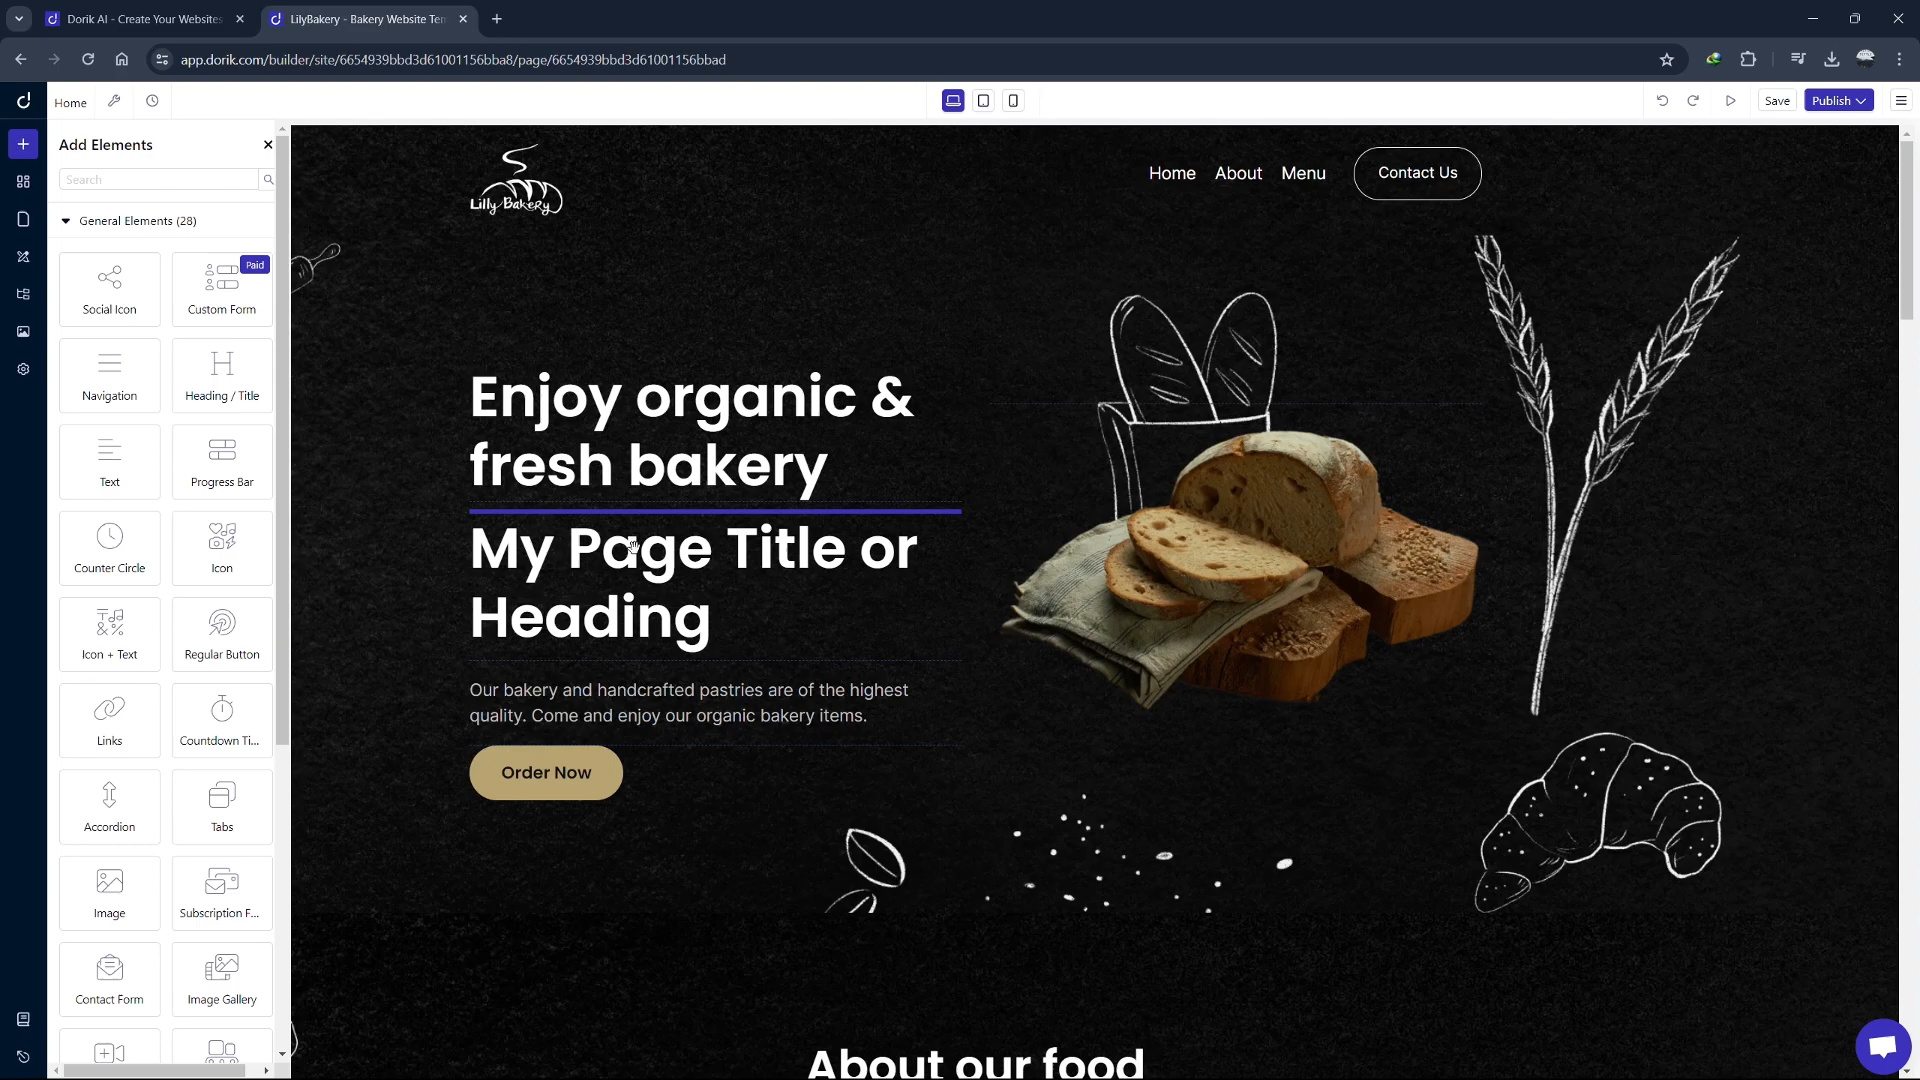 Dorik AI - Create Your Websites
LilyBakery - Bakery Website Tem
app.dorik.com/builder/site/6654939bbd3d61001156bba8/page/6654939bbd3d61001156bbad
Home
Save
Publish
Add Elements
Search
General Elements (28)
Paid
Social Icon
Custom Form
Navigation
Heading / Title
Text
Progress Bar
Counter Circle
Icon
Icon + Text
Regular Button
Links
Countdown Ti...
Accordion
Tabs
Image
Subscription F...
Contact Form
Image Gallery
Lilly Bakery
Home
About
Menu
Contact Us
Enjoy organic &
fresh bakery
My Page Title or
Heading
Our bakery and handcrafted pastries are of the highest
quality. Come and enjoy our organic bakery items.
Order Now
About our food